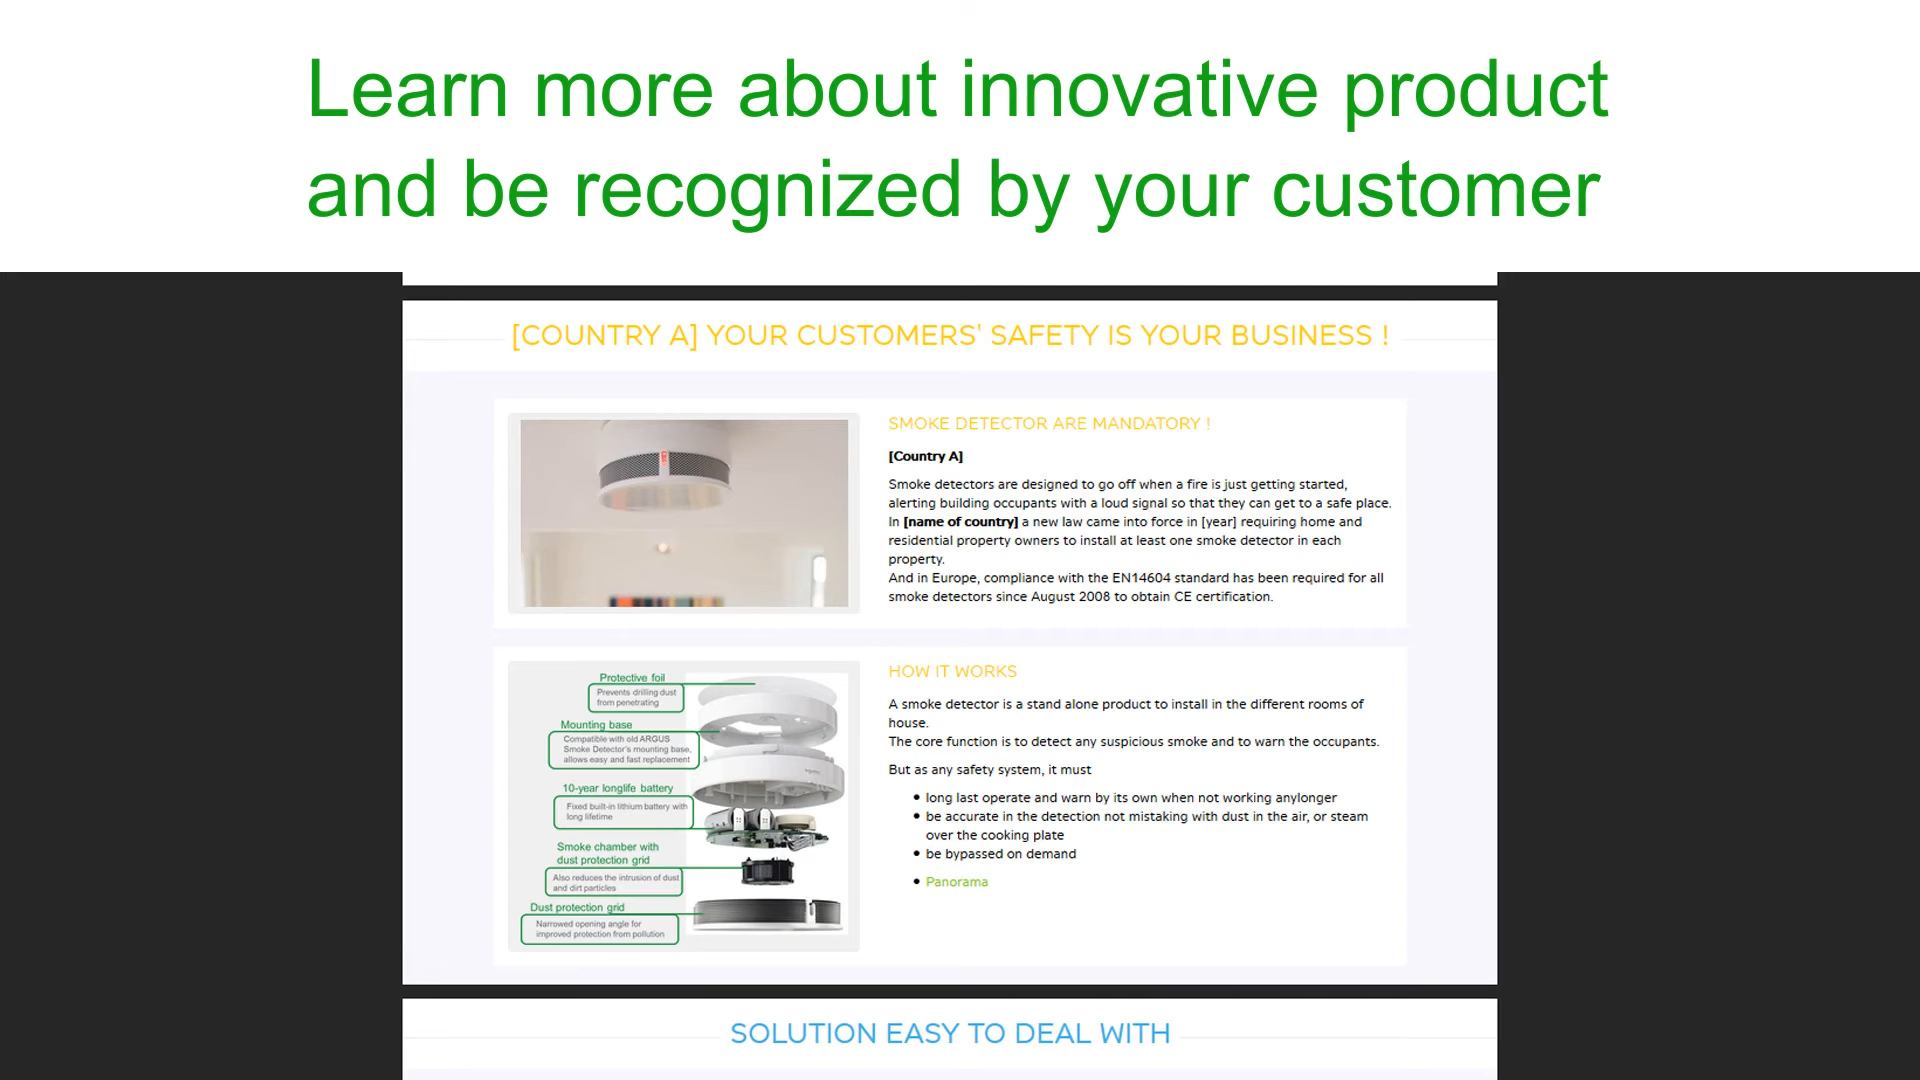 Learn more about innovative product
and be recognized by your customer
[COUNTRY A] YOUR CUSTOMERS' SAFETY IS YOUR BUSINESS !
SMOKE DETECTOR ARE MANDATORY !
[Country A]
Smoke detectors are designed to go off when a fire is just getting started,
alerting building occupants with a loud signal so that they can get to a safe place.
In [name of country] a new law came into force in [year] requiring home and
residential property owners to install at least one smoke detector in each
property.
And in Europe, compliance with the EN14604 standard has been required for all
smoke detectors since August 2008 to obtain CE certification.
Protective foil
Prevents drilling dust
from penetrating
Mounting base
Compatible with old ARGUS
Smoke Detector's mounting base,
allows easy and fast replacement
10-year longlife battery
Fixed built-in lithium battery with
long lifetime
Smoke chamber with
dust protection grid
Also reduces the intrusion of dust
and dirt particles
Dust protection grid
Narrowed opening angle for
improved protection from pollution
HOW IT WORKS
A smoke detector is a stand alone product to install in the different rooms of
house.
The core function is to detect any suspicious smoke and to warn the occupants.
But as any safety system, it must
• long last operate and warn by its own when not working anylonger
• be accurate in the detection not mistaking with dust in the air, or steam
over the cooking plate
• be bypassed on demand
• Panorama
SOLUTION EASY TO DEAL WITH